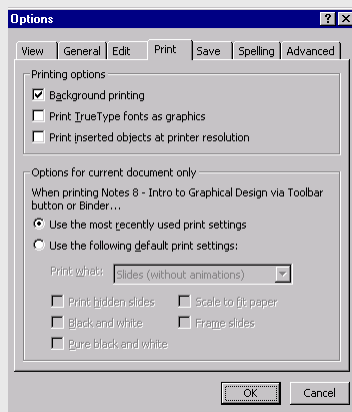 Options
View General Edit Print Save Spelling Advanced
Printing options
Background printing
Print TrueType fonts as graphics
Print inserted objects at printer resolution
Options for current document only
When printing Notes 8 - Intro to Graphical Design via Toolbar
button or Binder...
Use the most recently used print settings
Use the following default print settings:
Print what: Slides (without animations)
Print hidden slides Scale to fit paper
Black and white Frame slides
Pure black and white
OK Cancel